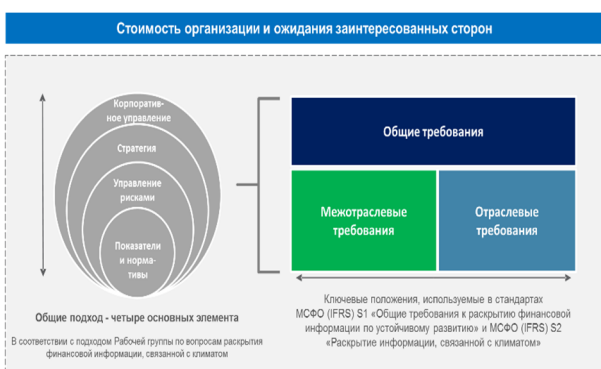 Стоимость организации и ожидания заинтересованных сторон
Корпоратив-
ное управление
Стратегия
Управление
рисками
Показатели
и норма-
тивы
Общие подход - четыре основных элемента
В соответствии с подходом Рабочей группы по вопросам раскрытия
финансовой информации, связанной с климатом
Общие требования
Межотраслевые
требования
Отраслевые
требования
Ключевые положения, используемые в стандартах
МСФО (IFRS) S1 «Общие требования к раскрытию финансовой
информации по устойчивому развитию» и МСФО (IFRS) S2
«Раскрытие информации, связанной с климатом»